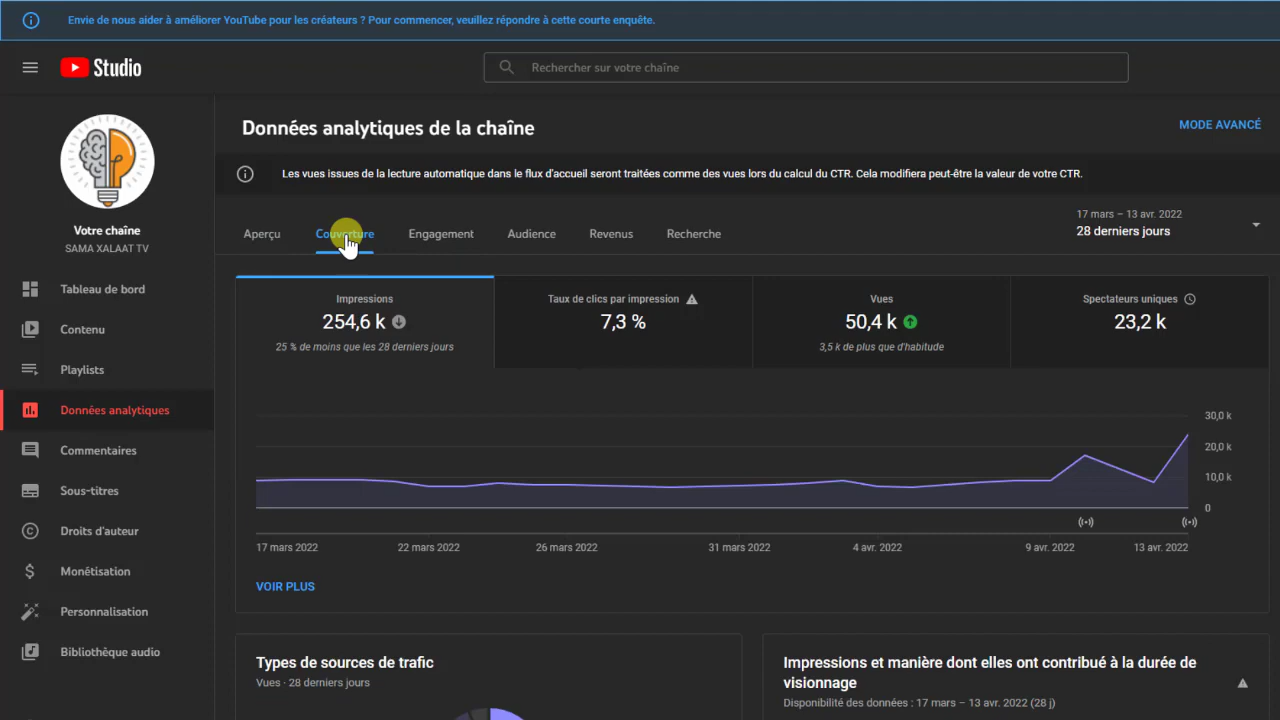 Envie de nous aider à améliorer YouTube pour les créateurs ? Pour commencer, veuillez répondre à cette courte enquête.
Studio
Rechercher sur votre chaîne
Votre chaîne
SAMA XALAAT TV
Tableau de bord
Contenu
Playlists
Données analytiques
Commentaires
Sous-titres
Droits d'auteur
Monétisation
Personnalisation
Bibliothèque audio
Données analytiques de la chaîne
MODE AVANCÉ
Les vues issues de la lecture automatique dans le flux d'accueil seront traitées comme des vues lors du calcul du CTR. Cela modifiera peut-être la valeur de votre CTR.
Aperçu Couverture Engagement Audience Revenus Recherche
17 mars – 13 avr. 2022
28 derniers jours
Impressions
254,6 k
25 % de moins que les 28 derniers jours
Taux de clics par impression
7,3 %
Vues
50,4 k
3,5 k de plus que d'habitude
Spectateurs uniques
23,2 k
30,0 k
20,0 k
10,0 k
0
17 mars 2022 22 mars 2022 26 mars 2022 31 mars 2022 4 avr. 2022 9 avr. 2022 13 avr. 2022
VOIR PLUS
Types de sources de trafic
Vues · 28 derniers jours
Impressions et manière dont elles ont contribué à la durée de
visionnage
Disponibilité des données : 17 mars – 13 avr. 2022 (28 j)